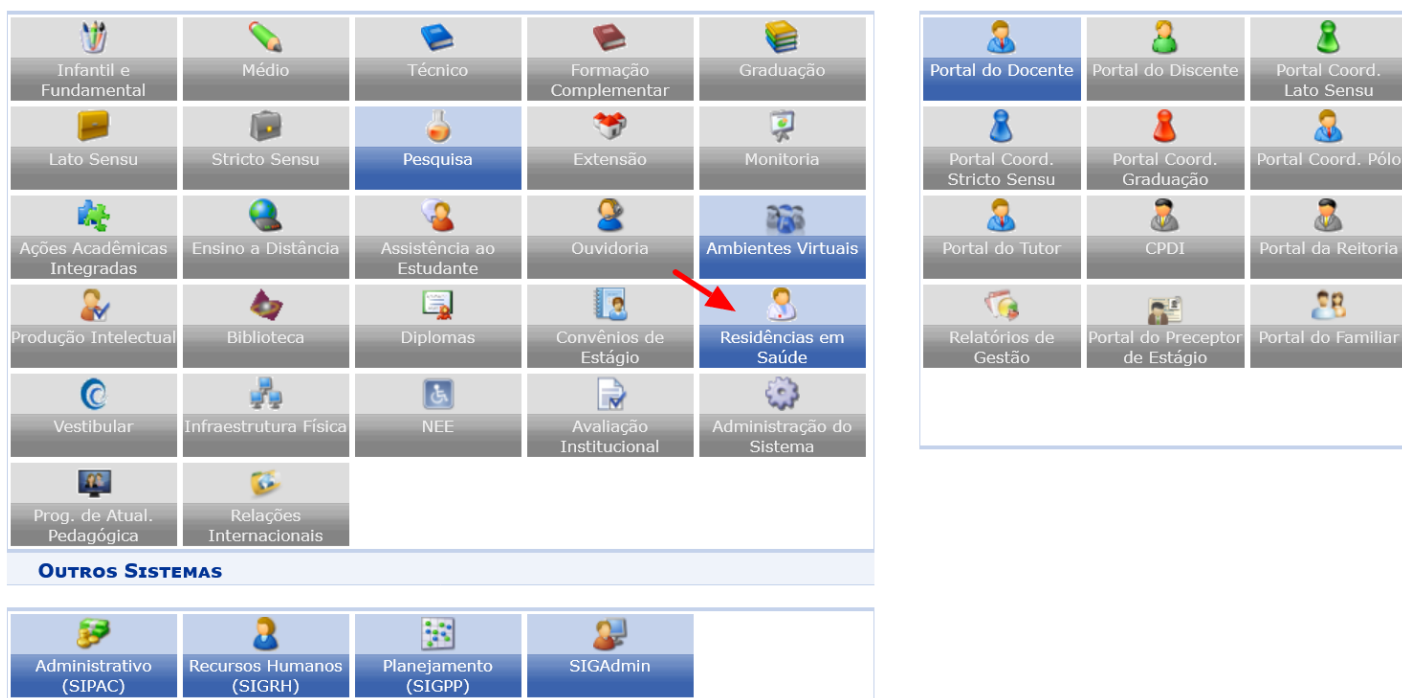 Infantil e
Fundamental
Médio
Técnico
Formação
Complementar
Graduação
Lato Sensu
Stricto Sensu
Pesquisa
Extensão
Monitoria
Ações Acadêmicas
Integradas
Ensino a Distância
Assistência ao
Estudante
Ouvidoria
Ambientes Virtuais
Produção Intelectual
Biblioteca
Diplomas
Convênios de
Estágio
Residências em
Saúde
Vestibular
Infraestrutura Física
NEE
Avaliação
Institucional
Administração do
Sistema
Prog. de Atual.
Pedagógica
Relações
Internacionais
Outros Sistemas
Administrativo
(SIPAC)
Recursos Humanos
(SIGRH)
Planejamento
(SIGPP)
SIGAdmin
Portal do Docente
Portal do Discente
Portal Coord.
Lato Sensu
Portal Coord.
Stricto Sensu
Portal Coord.
Graduação
Portal Coord. Pólo
Portal do Tutor
CPDI
Portal da Reitoria
Relatórios de
Gestão
Portal do Preceptor
de Estágio
Portal do Familiar